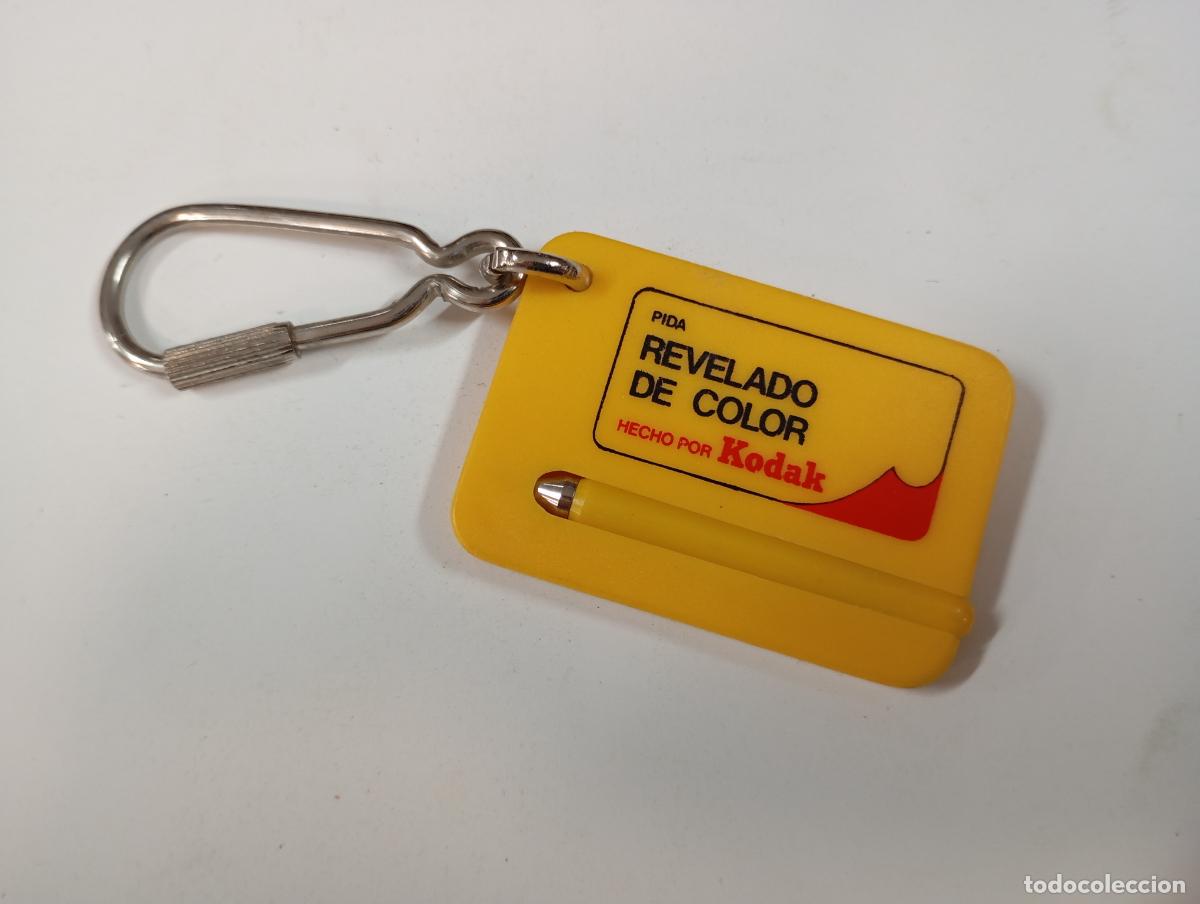 PIDA
REVELADO
DE COLOR
HECHO POR Kodak
todocoleccion